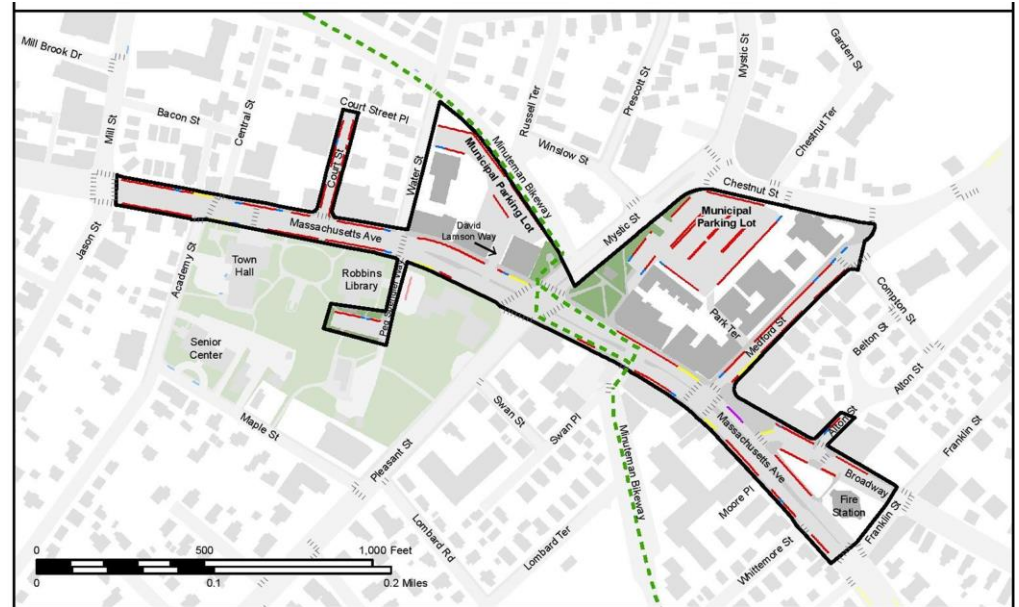 Mill Brook Dr
Mill St
Bacon St
Central St
Court Street Pl
Court St
Water St
Municipal Parking Lot
Minuteman Bikeway
Russell Ter
Winslow St
Prescott St
Mystic St
Mystic St
Garden St
Chestnut Ter
Chestnut St
Municipal
Parking Lot
Massachusetts Ave
David
Lamson Way
Jason St
Academy St
Town
Hall
Robbins
Library
Senior
Center
Maple St
Pleasant St
Swan St
Swan Pl
Park Ter
Medford St
Compton St
Belton St
Alton St
Alton St
Franklin St
Massachusetts Ave
Broadway
Fire
Station
Franklin St
Moore Pl
Whittemore St
Minuteman Bikeway
Lombard Rd
Lombard Ter
0 500 1,000 Feet
0 0.1 0.2 Miles